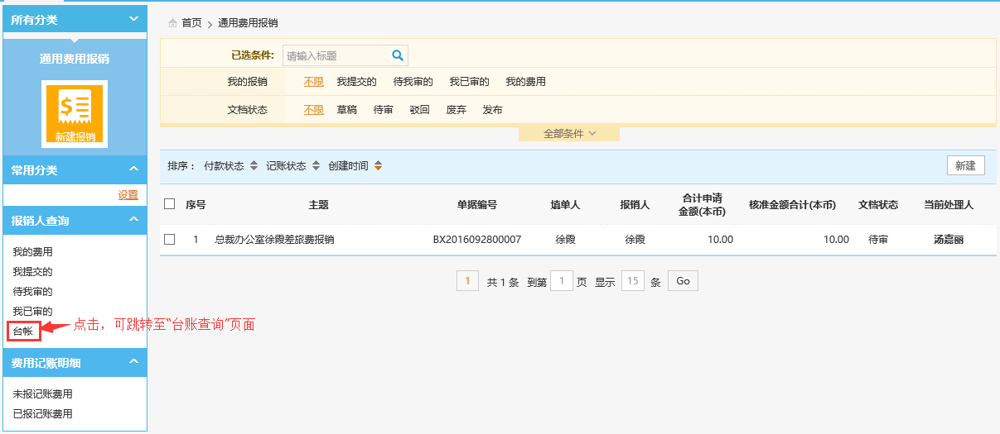 所有分类
通用费用报销
新建报销
常用分类
设置
报销人查询
我的费用
我提交的
待我审的
我已审的
台帐
点击，可跳转至“台账查询”页面
费用记账明细
未报记账费用
已报记账费用
首页 > 通用费用报销
已选条件: 请输入标题
我的报销 不限 我提交的 待我审的 我已审的 我的费用
文档状态 不限 草稿 待审 驳回 废弃 发布
全部条件
排序： 付款状态 记账状态 创建时间 新建
序号 主题 单据编号 填单人 报销人 合计申请金额(本币) 核准金额合计(本币) 文档状态 当前处理人
1 总裁办公室徐霞差旅费报销 BX2016092800007 徐霞 徐霞 10.00 10.00 待审 汤嘉丽
1 共 1 条 到第 1 页 显示 15 条 Go